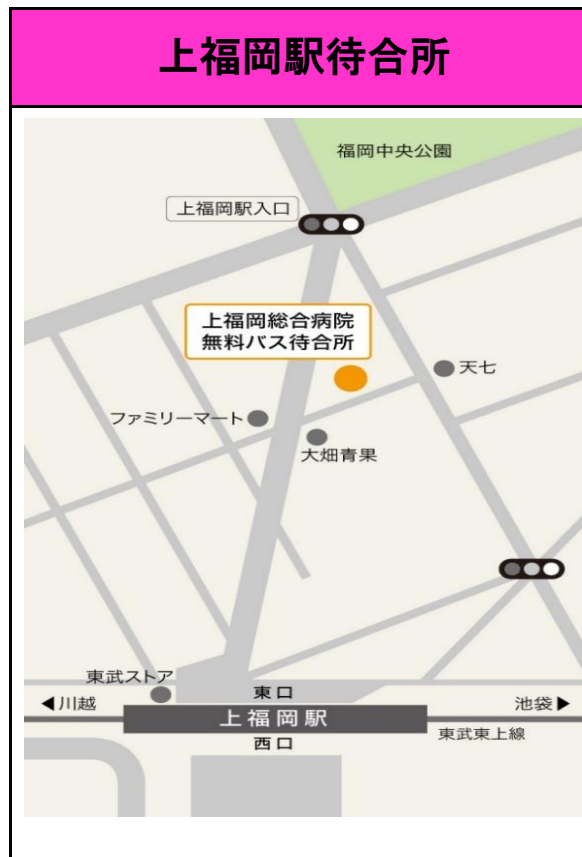 上福岡駅待合所
福岡中央公園
上福岡駅入口
上福岡総合病院
無料バス待合所
天七
ファミリーマート
大畑青果
東武ストア
東口
◀川越
池袋▶
上福岡駅
東武東上線
西口